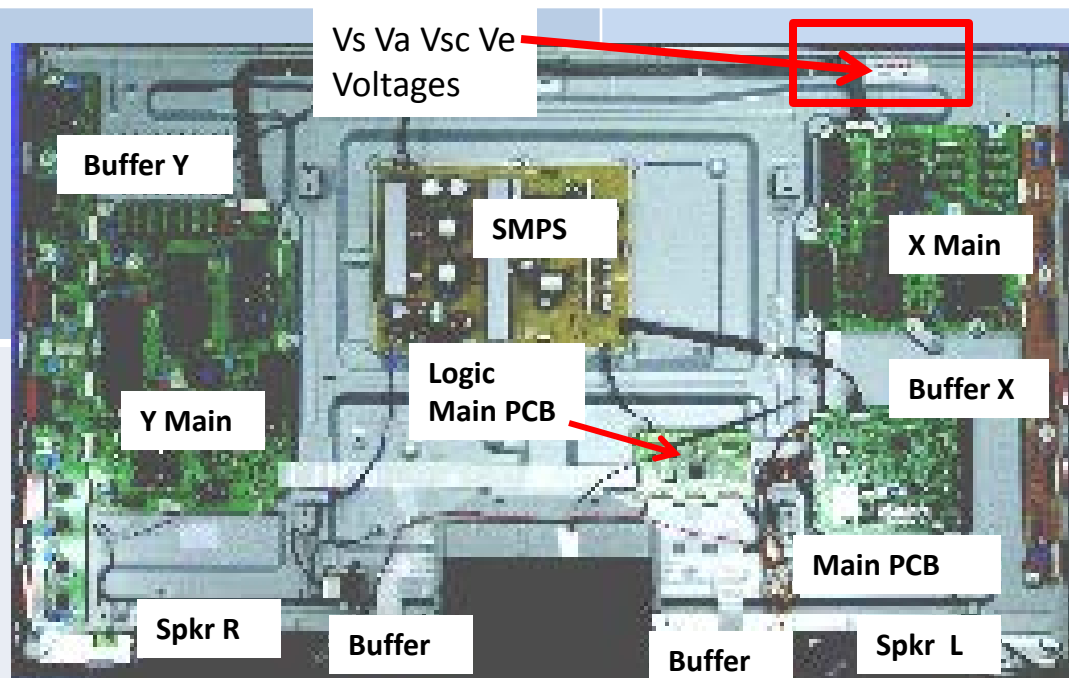 Vs Va Vsc Ve
Voltages
Buffer Y
SMPS
X Main
Logic
Main PCB
Buffer X
Y Main
Main PCB
Spkr R
Buffer
Buffer
Spkr L